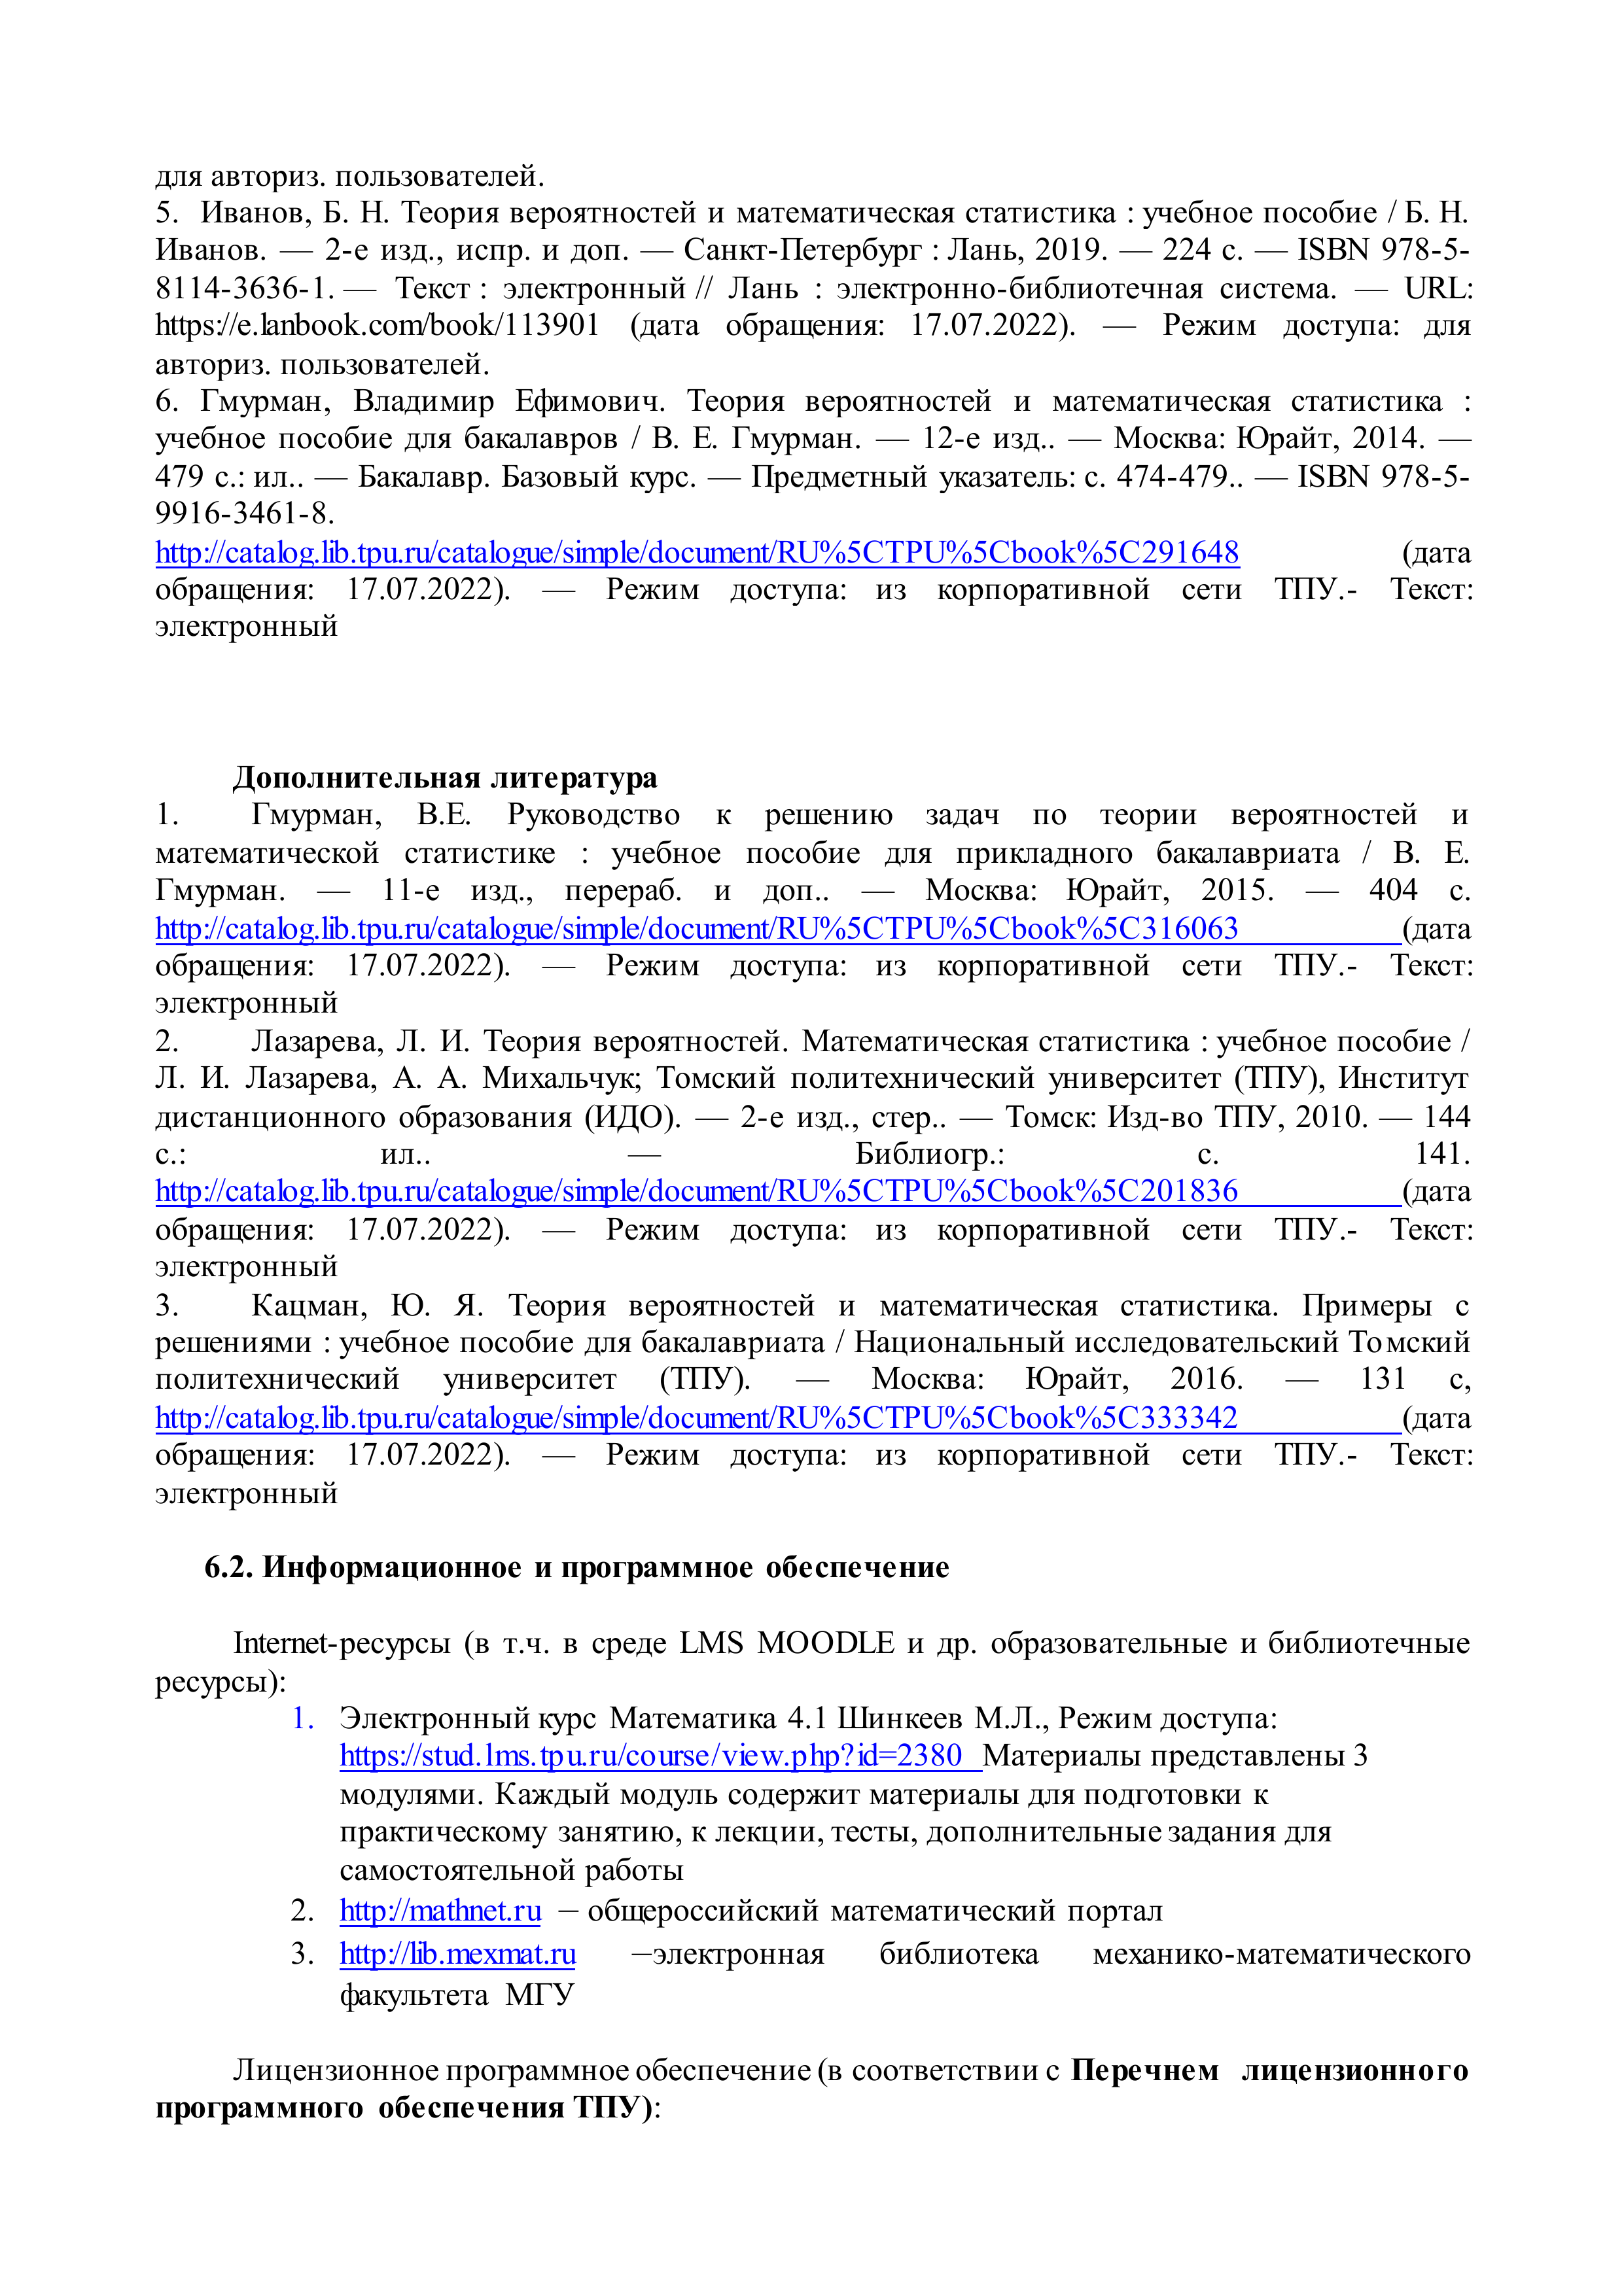 для авториз. пользователей.
5. Иванов, Б. Н. Теория вероятностей и математическая статистика : учебное пособие / Б. Н.
Иванов. — 2-е изд., испр. и доп. — Санкт-Петербург : Лань, 2019. — 224 с. — ISBN 978-5-
8114-3636-1. — Текст : электронный // Лань : электронно-библиотечная система. — URL:
https://e.lanbook.com/book/113901 (дата обращения: 17.07.2022). — Режим доступа: для
авториз. пользователей.
6. Гмурман, Владимир Ефимович. Теория вероятностей и математическая статистика :
учебное пособие для бакалавров / В. Е. Гмурман. — 12-е изд.. — Москва: Юрайт, 2014. —
479 с.: ил.. — Бакалавр. Базовый курс. — Предметный указатель: с. 474-479.. — ISBN 978-5-
9916-3461-8.
http://catalog.lib.tpu.ru/catalogue/simple/document/RU%5CTPU%5Cbook%5C291648 (дата
обращения: 17.07.2022). — Режим доступа: из корпоративной сети ТПУ.- Текст:
электронный
Дополнительная литература
1. Гмурман, В.Е. Руководство к решению задач по теории вероятностей и
математической статистике : учебное пособие для прикладного бакалавриата / В. Е.
Гмурман. — 11-е изд., перераб. и доп.. — Москва: Юрайт, 2015. — 404 с.
http://catalog.lib.tpu.ru/catalogue/simple/document/RU%5CTPU%5Cbook%5C316063 (дата
обращения: 17.07.2022). — Режим доступа: из корпоративной сети ТПУ.- Текст:
электронный
2. Лазарева, Л. И. Теория вероятностей. Математическая статистика : учебное пособие /
Л. И. Лазарева, А. А. Михальчук; Томский политехнический университет (ТПУ), Институт
дистанционного образования (ИДО). — 2-е изд., стер.. — Томск: Изд-во ТПУ, 2010. — 144
с.: ил.. — Библиогр.: с. 141.
http://catalog.lib.tpu.ru/catalogue/simple/document/RU%5CTPU%5Cbook%5C201836 (дата
обращения: 17.07.2022). — Режим доступа: из корпоративной сети ТПУ.- Текст:
электронный
3. Кацман, Ю. Я. Теория вероятностей и математическая статистика. Примеры с
решениями : учебное пособие для бакалавриата / Национальный исследовательский Томский
политехнический университет (ТПУ). — Москва: Юрайт, 2016. — 131 с,
http://catalog.lib.tpu.ru/catalogue/simple/document/RU%5CTPU%5Cbook%5C333342 (дата
обращения: 17.07.2022). — Режим доступа: из корпоративной сети ТПУ.- Текст:
электронный
6.2. Информационное и программное обеспечение
Internet-ресурсы (в т.ч. в среде LMS MOODLE и др. образовательные и библиотечные
ресурсы):
1. Электронный курс Математика 4.1 Шинкеев М.Л., Режим доступа:
https://stud.lms.tpu.ru/course/view.php?id=2380 Материалы представлены 3
модулями. Каждый модуль содержит материалы для подготовки к
практическому занятию, к лекции, тесты, дополнительные задания для
самостоятельной работы
2. http://mathnet.ru – общероссийский математический портал
3. http://lib.mexmat.ru –электронная библиотека механико-математического
факультета МГУ
Лицензионное программное обеспечение (в соответствии с Перечнем лицензионного
программного обеспечения ТПУ):